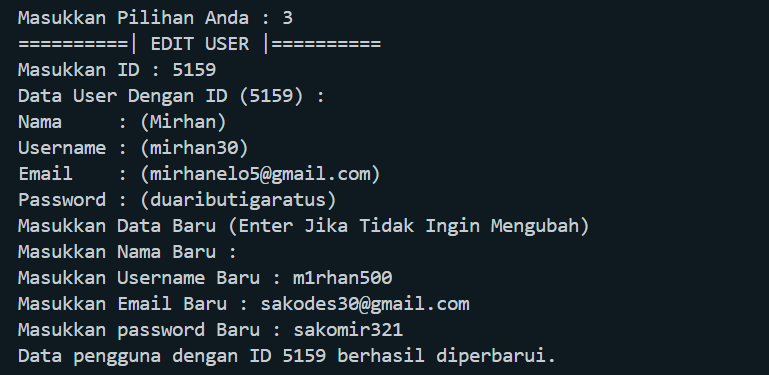 Masukkan Pilihan Anda : 3
==========| EDIT USER |==========
Masukkan ID : 5159
Data User Dengan ID (5159) :
Nama     : (Mirhan)
Username : (mirhan30)
Email    : (mirhanelo5@gmail.com)
Password : (duaributigaratus)
Masukkan Data Baru (Enter Jika Tidak Ingin Mengubah)
Masukkan Nama Baru :
Masukkan Username Baru : m1rhan500
Masukkan Email Baru : sakodes30@gmail.com
Masukkan password Baru : sakomir321
Data pengguna dengan ID 5159 berhasil diperbarui.